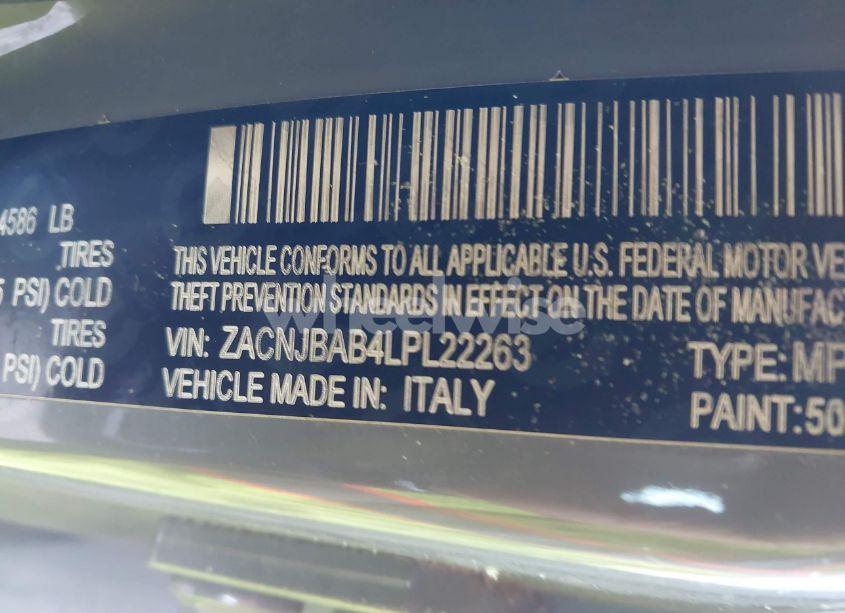 4586 LB
TIRES
PSI) COLD
TIRES
PSI) COLD
THIS VEHICLE CONFORMS TO ALL APPLICABLE U.S. FEDERAL MOTOR VE
THEFT PREVENTION STANDARDS IN EFFECT ON THE DATE OF MANUFAC
wheelwise
VIN: ZACNJBAB4LPL22263
TYPE: MP
VEHICLE MADE IN: ITALY
PAINT: 50